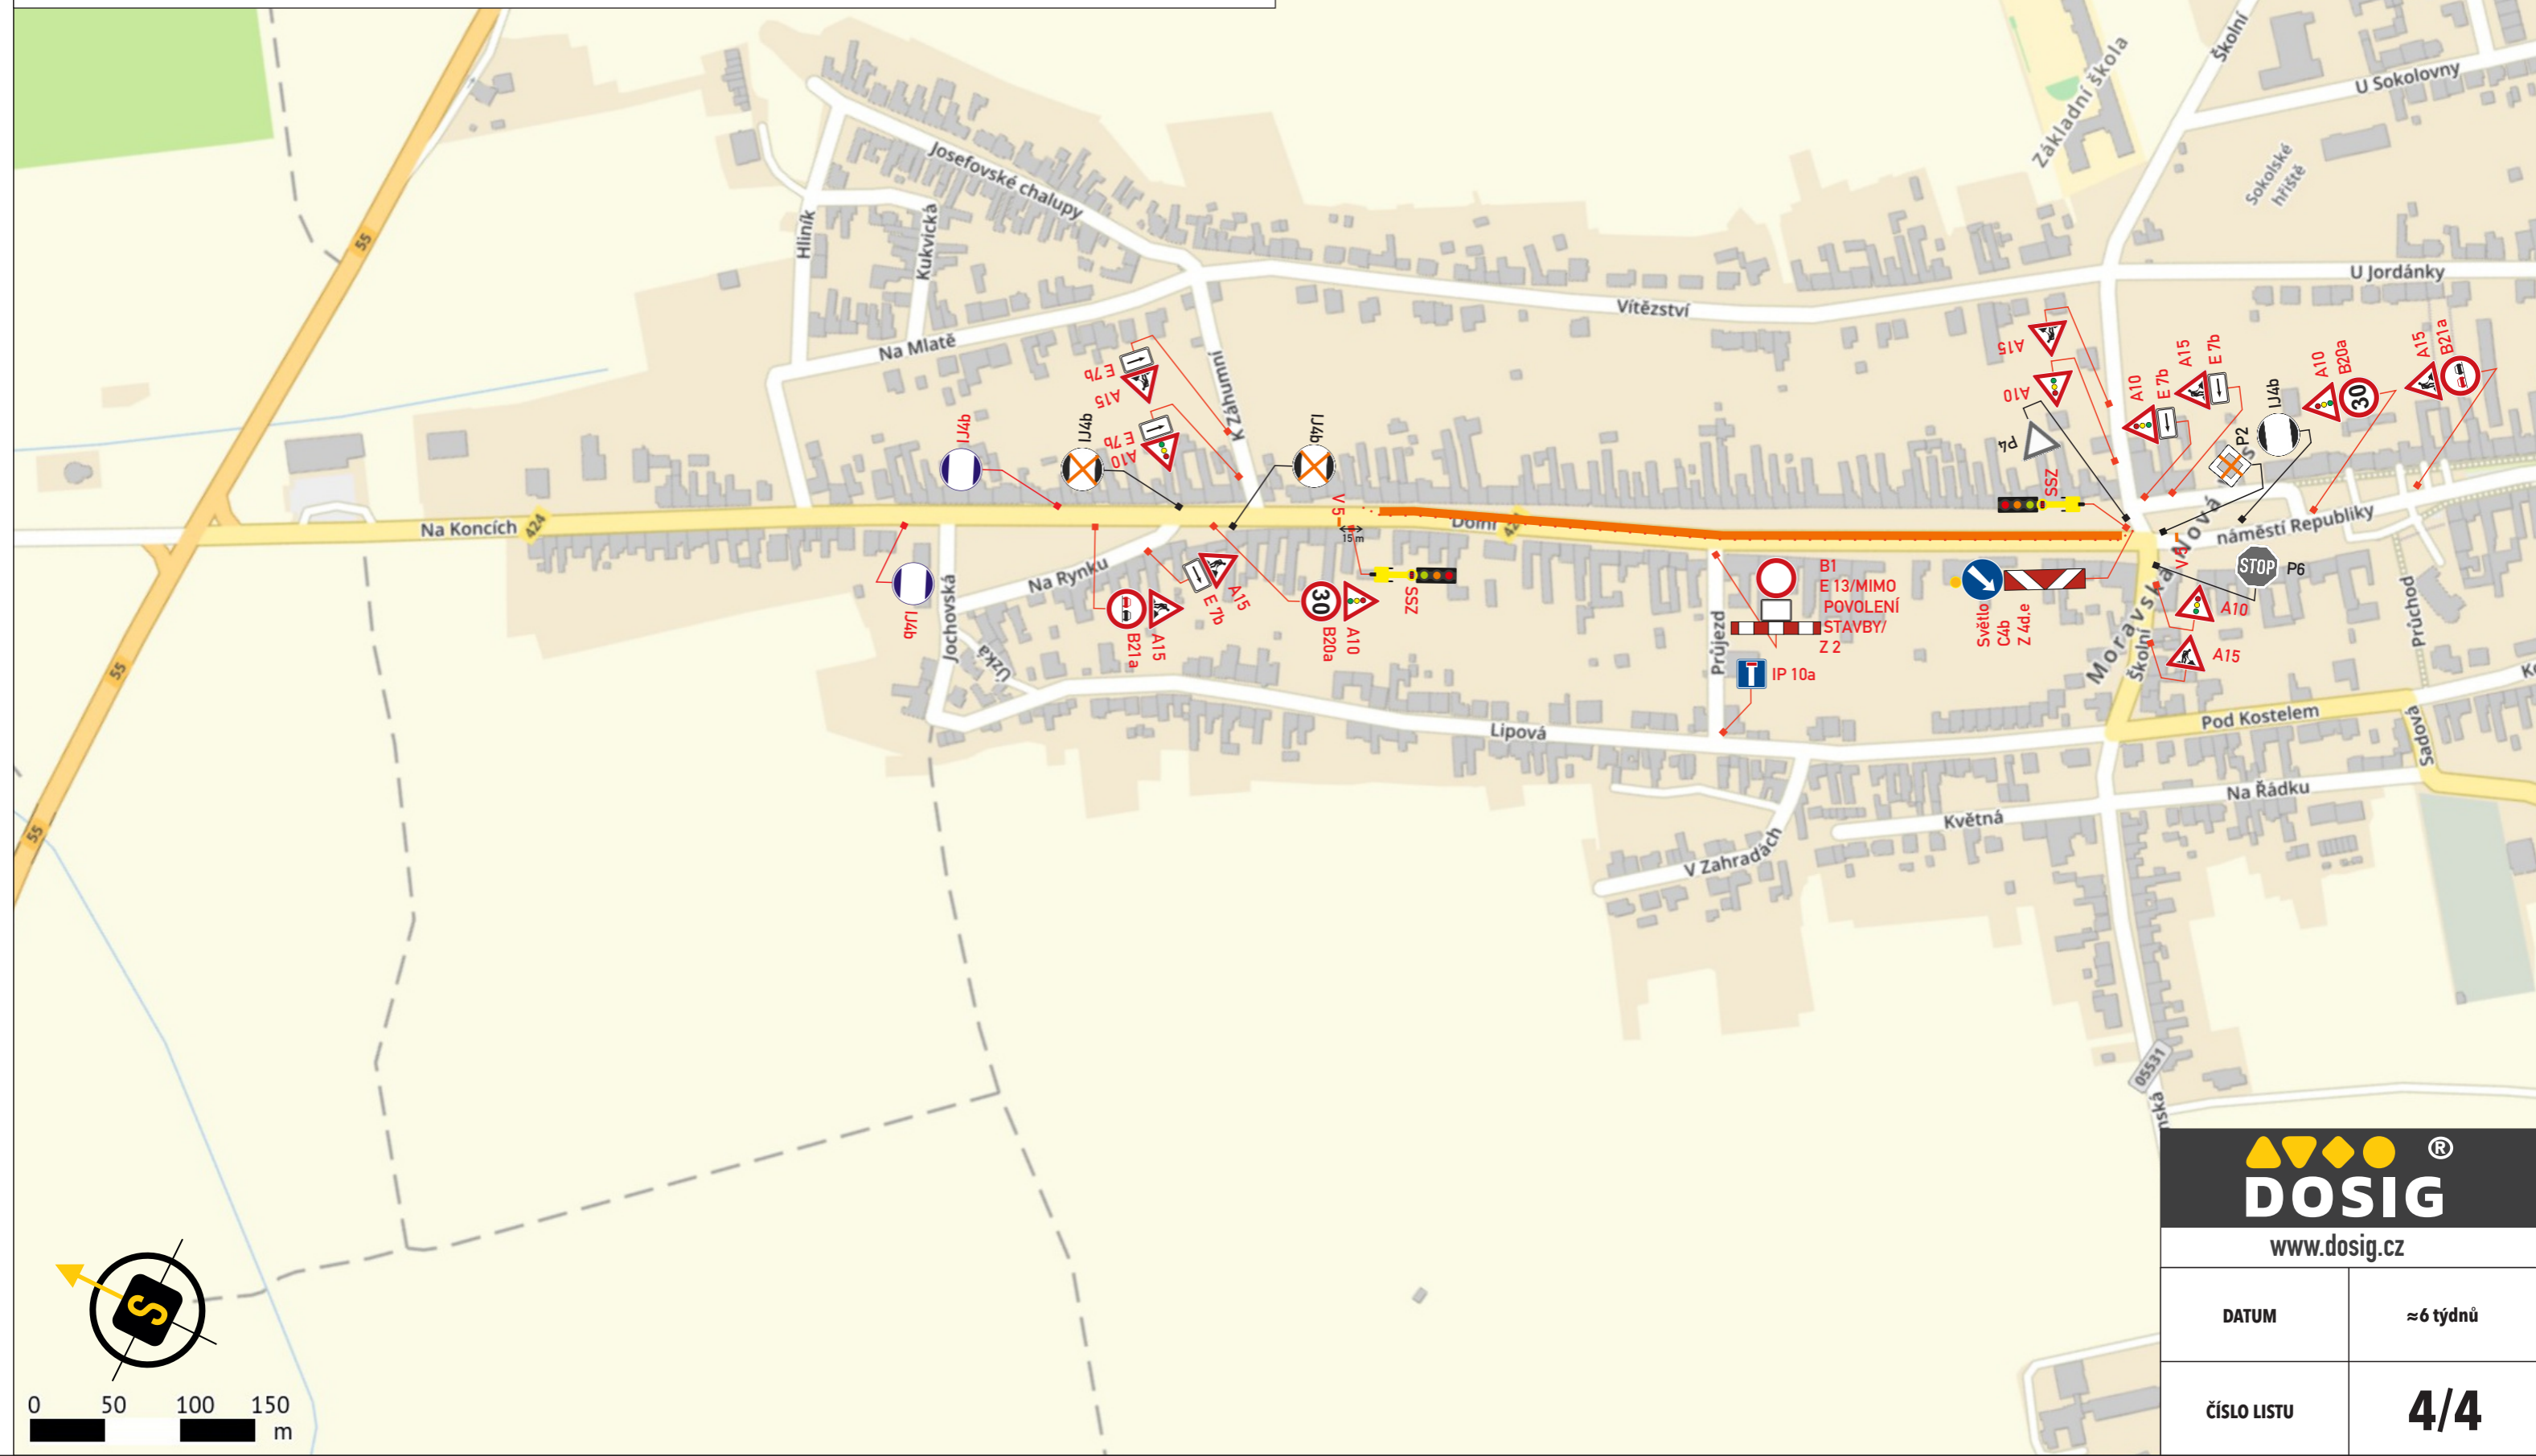 Školní
U Sokolovny
Základní škola
Sokolské
hřiště
55
Josefovské chalupy
Hliník
Kukvická
U Jordánky
Vítězství
Na Mlatě
K Záhumní
E 7b
A15
E 7b
A10
IJ4b
IJ4b
IJ4b
A15
A10
P4
A10
E 7b
A15
E 7b
IJ4b
A10
B20a
30
A15
B21a
P2
SSZ
V 5
15 m
Na Koncích
424
Dolní
Nová
náměstí Republiky
V5
STOP
P6
Moravská
Školní
A10
A15
Průchod
IJ4b
Jochovská
Na Rynku
Úzká
E 7b
A15
B21a
A15
30
B20a
A10
SSZ
Průjezd
B1
E 13/MIMO
POVOLENÍ
STAVBY/
Z 2
IP 10a
Světlo
C4b
Z 4d.e
55
Lipová
Pod Kostelem
Sadová
Na Řádku
Květná
V Zahradách
55
05531
DOSIG ®
www.dosig.cz
DATUM
≈6 týdnů
ČÍSLO LISTU
4/4
S
0 50 100 150
m